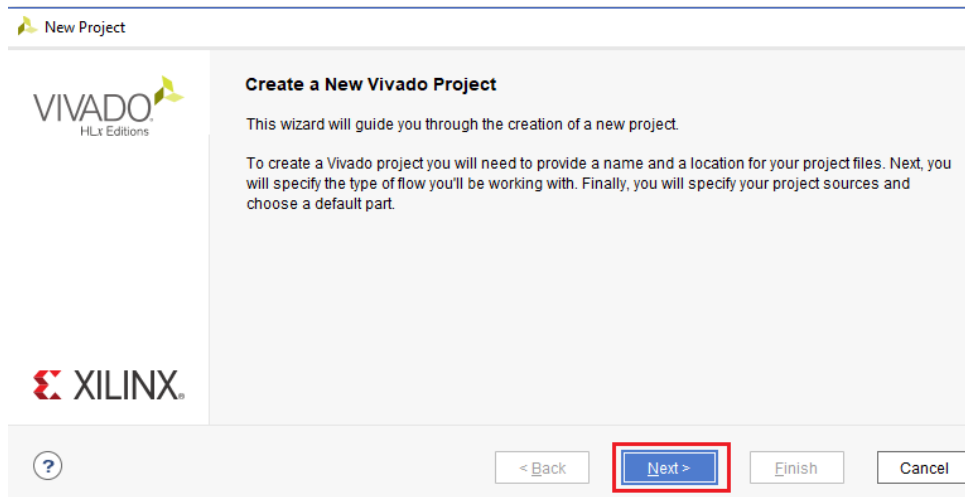 New Project
VIVADO.
HLx Editions
Create a New Vivado Project
This wizard will guide you through the creation of a new project.
To create a Vivado project you will need to provide a name and a location for your project files. Next, you
will specify the type of flow you'll be working with. Finally, you will specify your project sources and
choose a default part.
XILINX.
?
< Back
Next >
Finish
Cancel